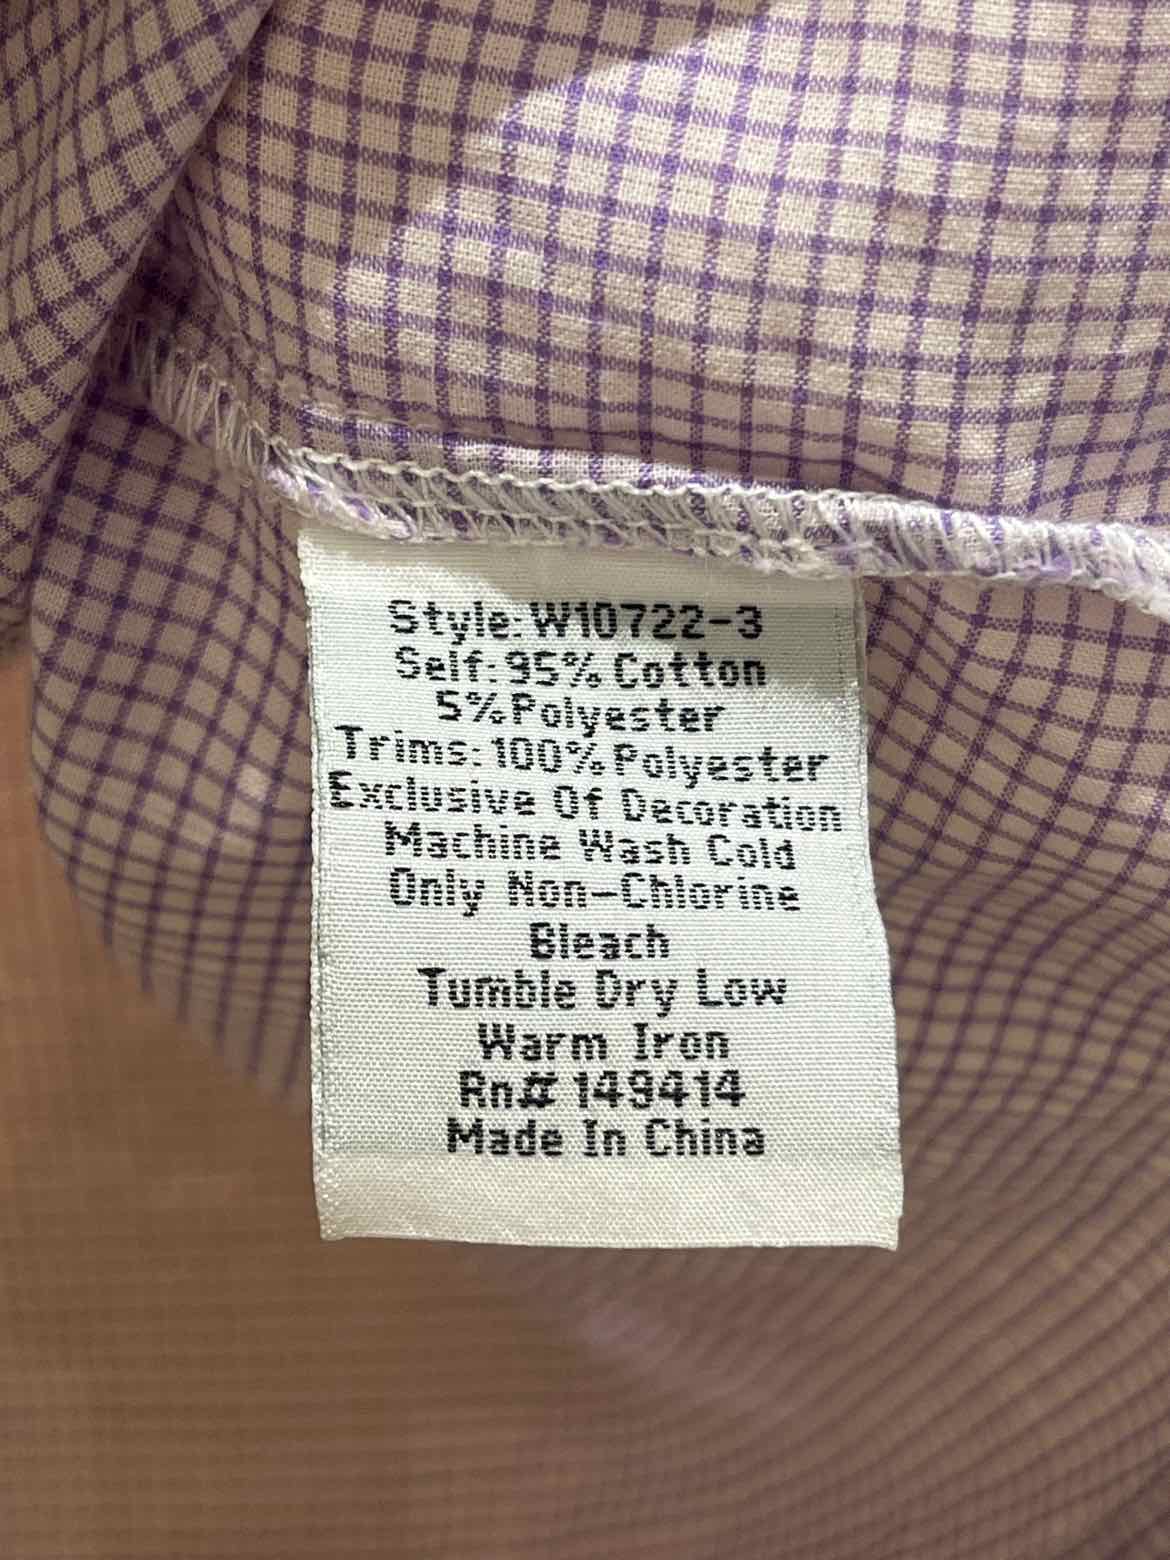 Style: W10722-3
Self: 95% Cotton
5% Polyester
Trims: 100% Polyester
Exclusive Of Decoration
Machine Wash Cold
Only Non-Chlorine
Bleach
Tumble Dry Low
Warm Iron
Rn# 149414
Made In China